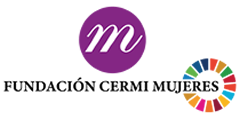 m
FUNDACIÓN CERMI MUJERES